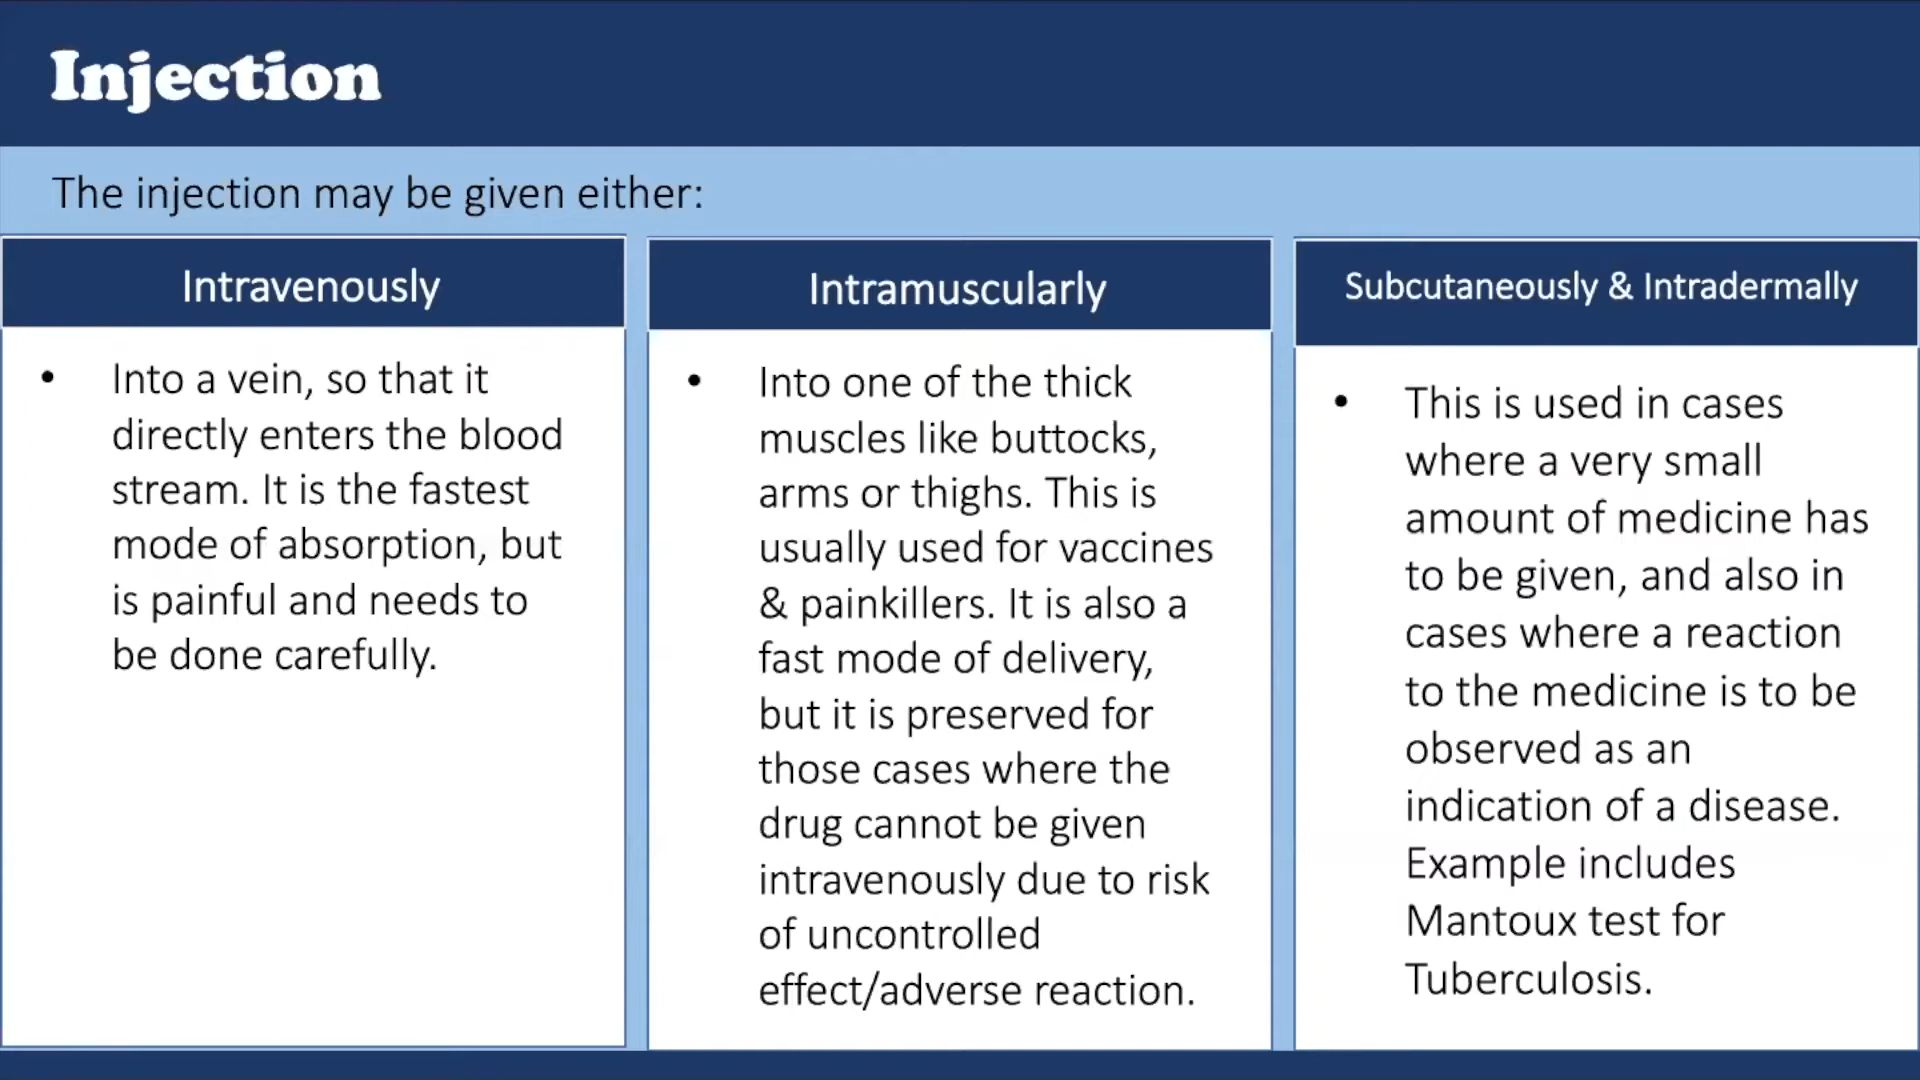 Injection
The injection may be given either:
Intravenously
• Into a vein, so that it
directly enters the blood
stream. It is the fastest
mode of absorption, but
is painful and needs to
be done carefully.
Intramuscularly
• Into one of the thick
muscles like buttocks,
arms or thighs. This is
usually used for vaccines
& painkillers. It is also a
fast mode of delivery,
but it is preserved for
those cases where the
drug cannot be given
intravenously due to risk
of uncontrolled
effect/adverse reaction.
Subcutaneously & Intradermally
• This is used in cases
where a very small
amount of medicine has
to be given, and also in
cases where a reaction
to the medicine is to be
observed as an
indication of a disease.
Example includes
Mantoux test for
Tuberculosis.